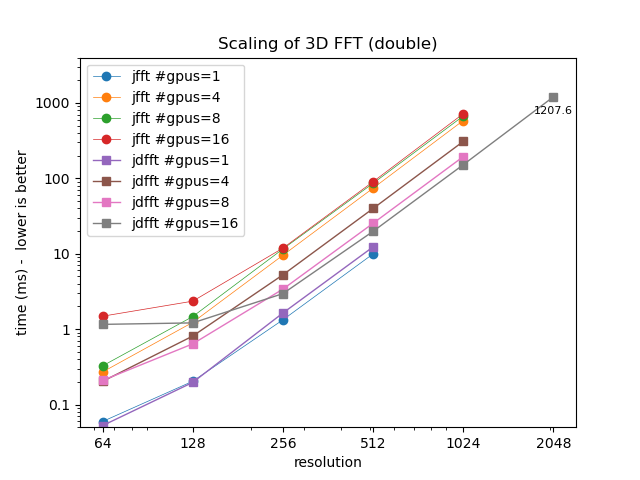 Scaling of 3D FFT (double)
time (ms) -  lower is better
1000
100
10
1
0.1
jfft #gpus=1
jfft #gpus=4
jfft #gpus=8
jfft #gpus=16
jdfft #gpus=1
jdfft #gpus=4
jdfft #gpus=8
jdfft #gpus=16
1207.6
64 128 256 512 1024 2048
resolution